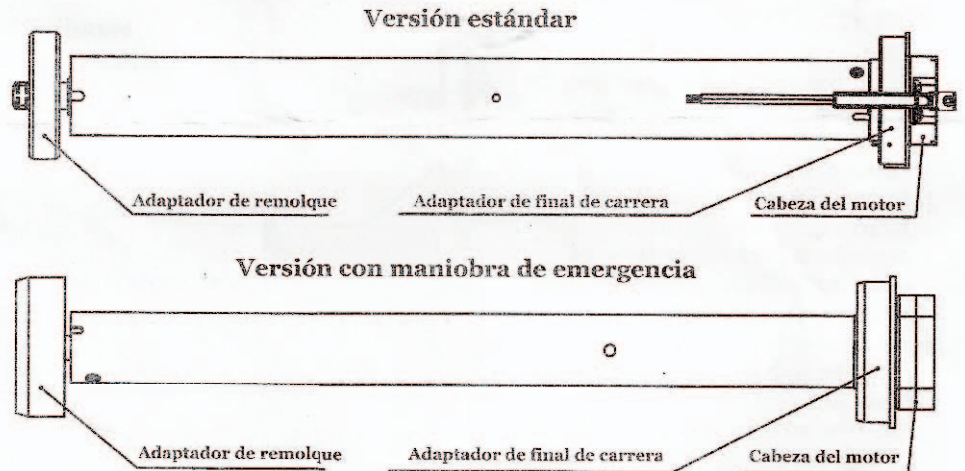 Versión estándar
Adaptador de remolque
Adaptador de final de carrera
Cabeza del motor
Versión con maniobra de emergencia
Adaptador de remolque
Adaptador de final de carrera
Cabeza del motor